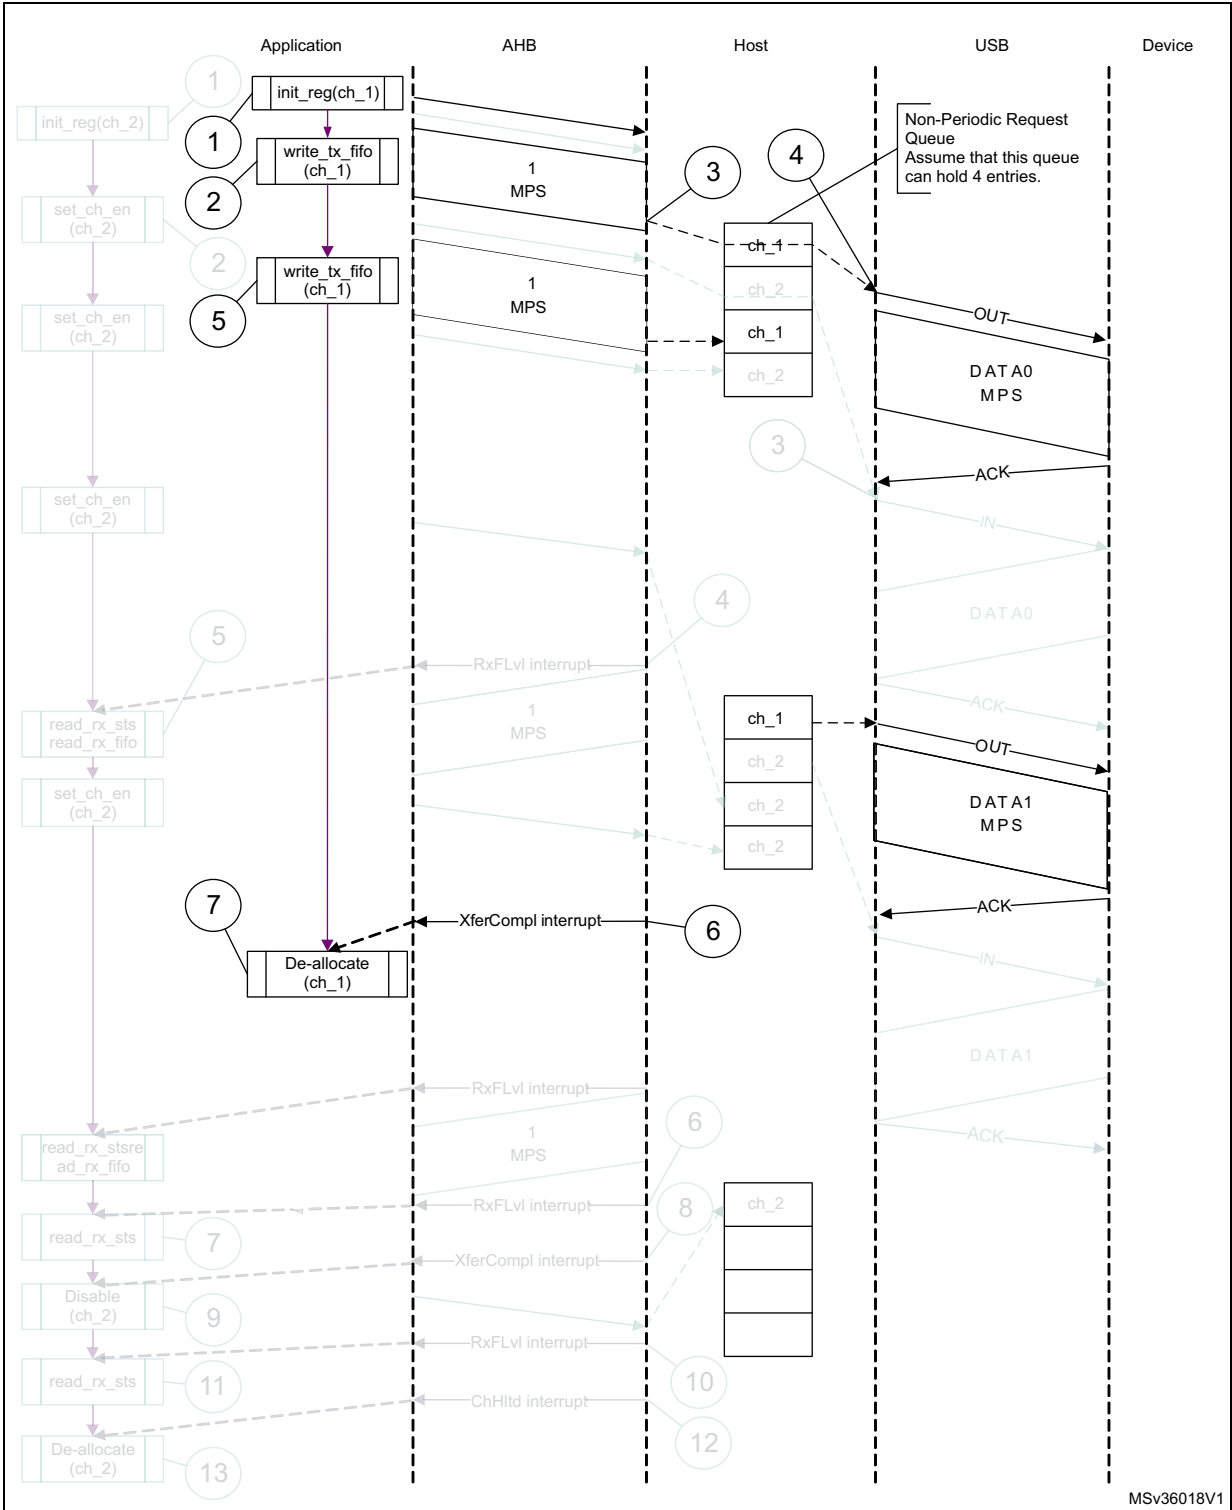 Application
AHB
Host
USB
Device
1
init_reg(ch_1)
init_reg(ch_2)
1
Non-Periodic Request
Queue
Assume that this queue
can hold 4 entries.
write_tx_fifo
(ch_1)
1
MPS
3
4
2
set_ch_en
(ch_2)
2
ch_1
write_tx_fifo
(ch_1)
1
MPS
ch_2
5
set_ch_en
(ch_2)
ch_1
OUT
ch_2
DATA0
MPS
3
ACK
set_ch_en
(ch_2)
IN
4
5
DATA0
RxFLvl interrupt
ACK
read_rx_sts
read_rx_fifo
1
MPS
ch_1
OUT
ch_2
set_ch_en
(ch_2)
ch_2
DATA1
MPS
ch_2
7
XferCompl interrupt
6
ACK
De-allocate
(ch_1)
IN
DATA1
RxFLvl interrupt
read_rx_stsre
ad_rx_fifo
1
MPS
6
ACK
RxFLvl interrupt
8
ch_2
read_rx_sts
7
XferCompl interrupt
Disable
(ch_2)
9
RxFLvl interrupt
read_rx_sts
11
10
ChHltd interrupt
De-allocate
(ch_2)
12
13
MSv36018V1